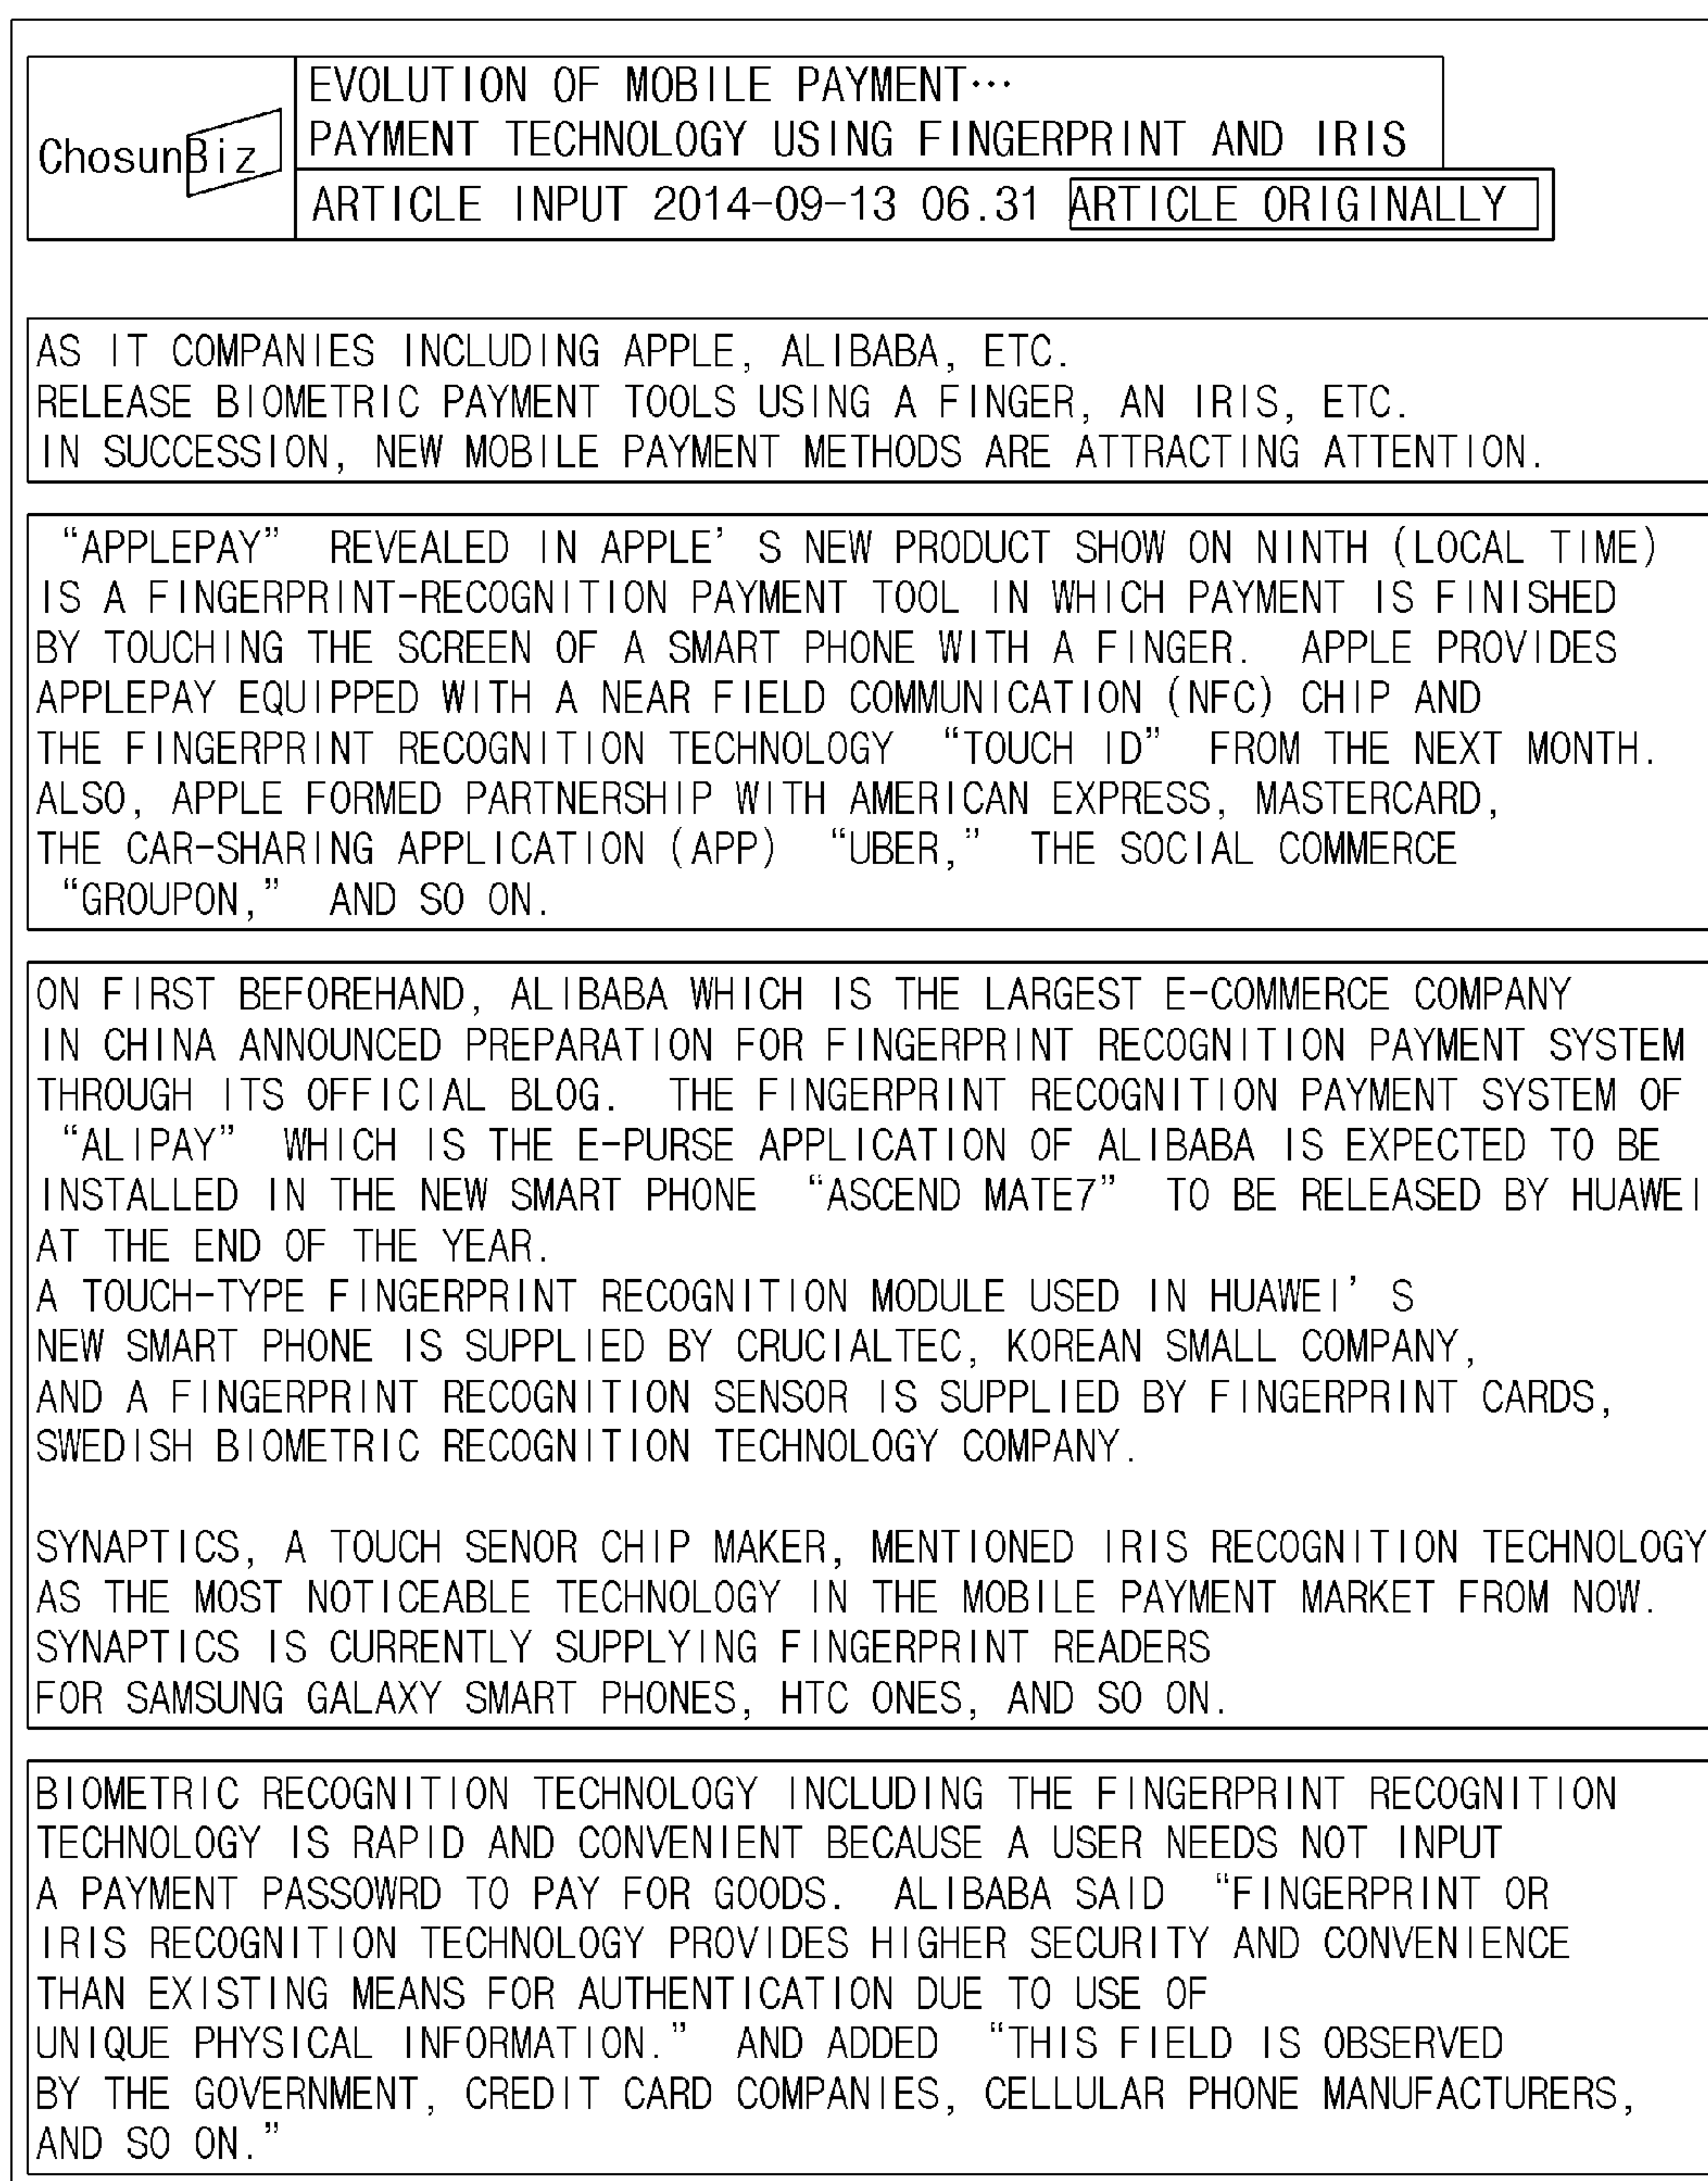 ChosunBiz
EVOLUTION OF MOBILE PAYMENT…
PAYMENT TECHNOLOGY USING FINGERPRINT AND IRIS
ARTICLE INPUT 2014-09-13 06.31 ARTICLE ORIGINALLY
AS IT COMPANIES INCLUDING APPLE, ALIBABA, ETC.
RELEASE BIOMETRIC PAYMENT TOOLS USING A FINGER, AN IRIS, ETC.
IN SUCCESSION, NEW MOBILE PAYMENT METHODS ARE ATTRACTING ATTENTION.
“APPLEPAY” REVEALED IN APPLE’ S NEW PRODUCT SHOW ON NINTH (LOCAL TIME)
IS A FINGERPRINT-RECOGNITION PAYMENT TOOL IN WHICH PAYMENT IS FINISHED
BY TOUCHING THE SCREEN OF A SMART PHONE WITH A FINGER. APPLE PROVIDES
APPLEPAY EQUIPPED WITH A NEAR FIELD COMMUNICATION (NFC) CHIP AND
THE FINGERPRINT RECOGNITION TECHNOLOGY “TOUCH ID” FROM THE NEXT MONTH.
ALSO, APPLE FORMED PARTNERSHIP WITH AMERICAN EXPRESS, MASTERCARD,
THE CAR-SHARING APPLICATION (APP) “UBER,” THE SOCIAL COMMERCE
“GROUPON,” AND SO ON.
ON FIRST BEFOREHAND, ALIBABA WHICH IS THE LARGEST E-COMMERCE COMPANY
IN CHINA ANNOUNCED PREPARATION FOR FINGERPRINT RECOGNITION PAYMENT SYSTEM
THROUGH ITS OFFICIAL BLOG. THE FINGERPRINT RECOGNITION PAYMENT SYSTEM OF
“ALIPAY” WHICH IS THE E-PURSE APPLICATION OF ALIBABA IS EXPECTED TO BE
INSTALLED IN THE NEW SMART PHONE “ASCEND MATE7” TO BE RELEASED BY HUAWEI
AT THE END OF THE YEAR.
A TOUCH-TYPE FINGERPRINT RECOGNITION MODULE USED IN HUAWEI’ S
NEW SMART PHONE IS SUPPLIED BY CRUCIALTEC, KOREAN SMALL COMPANY,
AND A FINGERPRINT RECOGNITION SENSOR IS SUPPLIED BY FINGERPRINT CARDS,
SWEDISH BIOMETRIC RECOGNITION TECHNOLOGY COMPANY.
SYNAPTICS, A TOUCH SENOR CHIP MAKER, MENTIONED IRIS RECOGNITION TECHNOLOGY
AS THE MOST NOTICEABLE TECHNOLOGY IN THE MOBILE PAYMENT MARKET FROM NOW.
SYNAPTICS IS CURRENTLY SUPPLYING FINGERPRINT READERS
FOR SAMSUNG GALAXY SMART PHONES, HTC ONES, AND SO ON.
BIOMETRIC RECOGNITION TECHNOLOGY INCLUDING THE FINGERPRINT RECOGNITION
TECHNOLOGY IS RAPID AND CONVENIENT BECAUSE A USER NEEDS NOT INPUT
A PAYMENT PASSOWRD TO PAY FOR GOODS. ALIBABA SAID “FINGERPRINT OR
IRIS RECOGNITION TECHNOLOGY PROVIDES HIGHER SECURITY AND CONVENIENCE
THAN EXISTING MEANS FOR AUTHENTICATION DUE TO USE OF
UNIQUE PHYSICAL INFORMATION.” AND ADDED “THIS FIELD IS OBSERVED
BY THE GOVERNMENT, CREDIT CARD COMPANIES, CELLULAR PHONE MANUFACTURERS,
AND SO ON.”